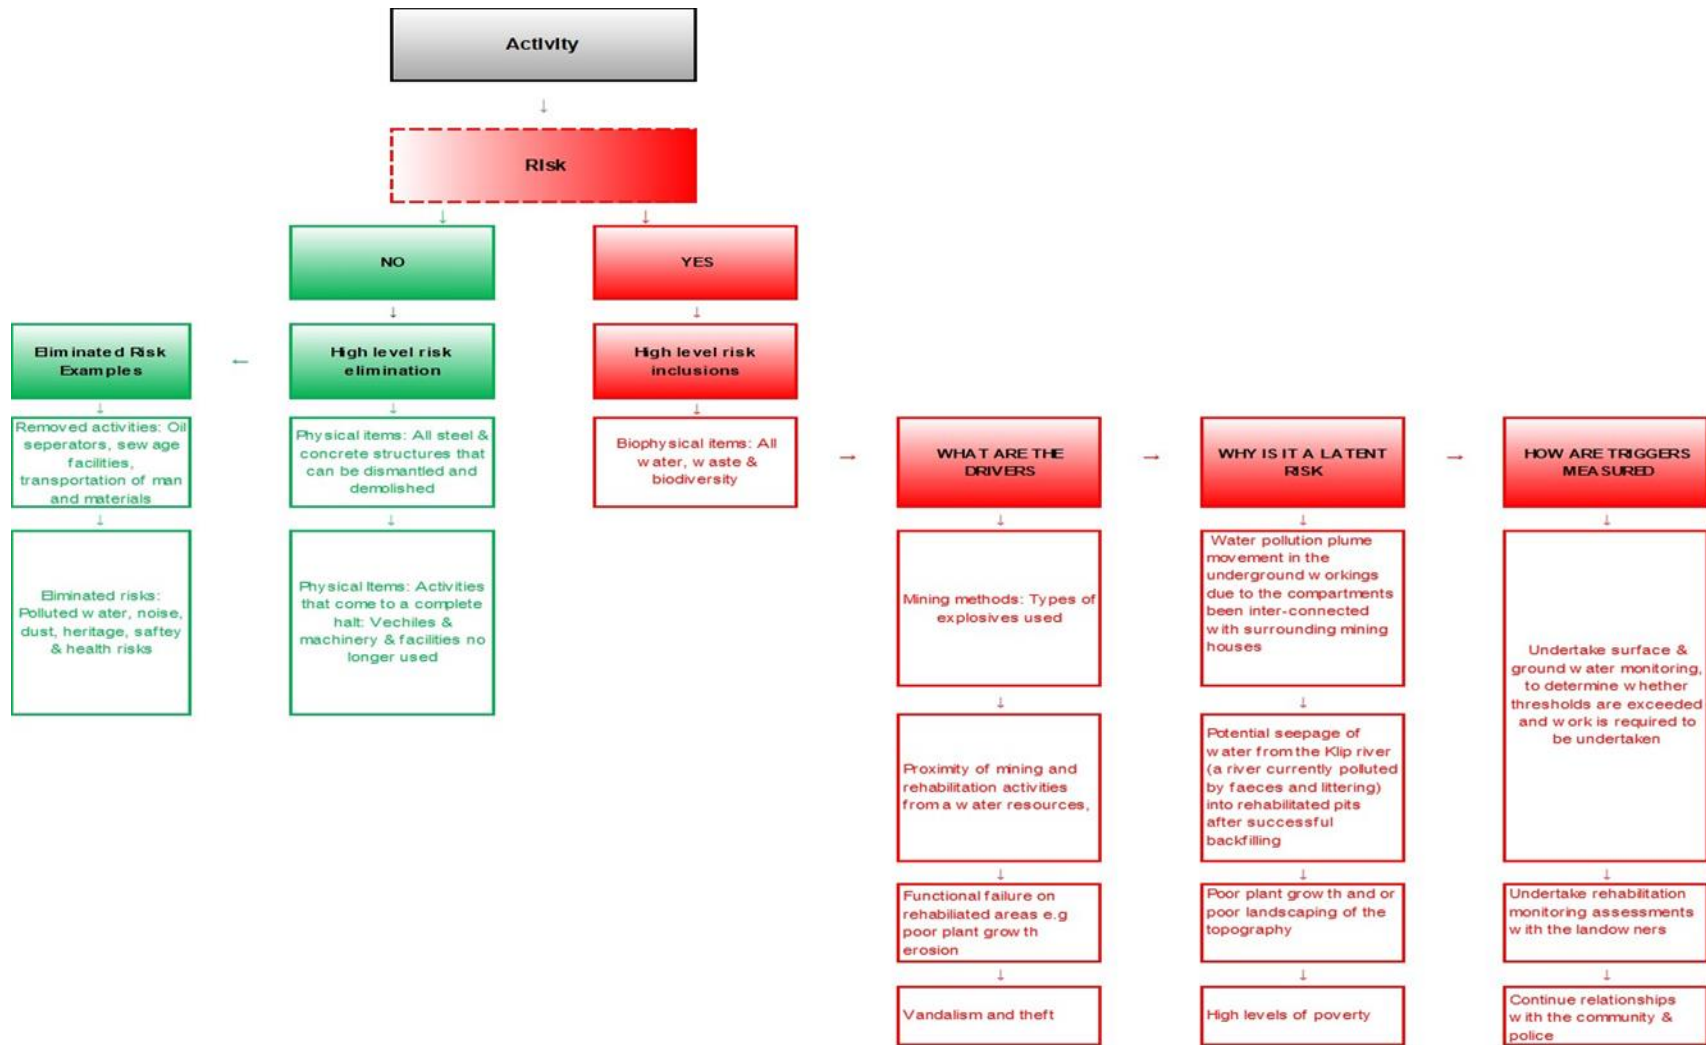 Activity
Risk
NO
YES
Eliminated Risk
Examples
High level risk
elimination
High level risk
inclusions
Removed activities: Oil
seperators, sewage
facilities,
transportation of man
and materials
Physical items: All steel &
concrete structures that
can be dismantled and
demolished
Biophysical items: All
water, waste &
biodiversity
WHAT ARE THE
DRIVERS
WHY IS IT A LATENT
RISK
HOW ARE TRIGGERS
MEASURED
Eliminated risks:
Polluted water, noise,
dust, heritage, saftey
& health risks
Physical Items: Activities
that come to a complete
halt: Vechiles &
machinery & facilities no
longer used
Mining methods: Types of
explosives used
Water pollution plume
movement in the
underground workings
due to the compartments
been inter-connected
with surrounding mining
houses
Undertake surface &
ground water monitoring,
to determine whether
thresholds are exceeded
and work is required to
be undertaken
Proximity of mining and
rehabilitation activities
from a water resources,
Potential seepage of
water from the Klip river
(a river currently polluted
by faeces and littering)
into rehabilitated pits
after successful
backfilling
Functional failure on
rehabiliated areas e.g
poor plant growth
erosion
Poor plant growth and or
poor landscaping of the
topography
Undertake rehabilitation
monitoring assessments
with the landowners
Vandalism and theft
High levels of poverty
Continue relationships
with the community &
police